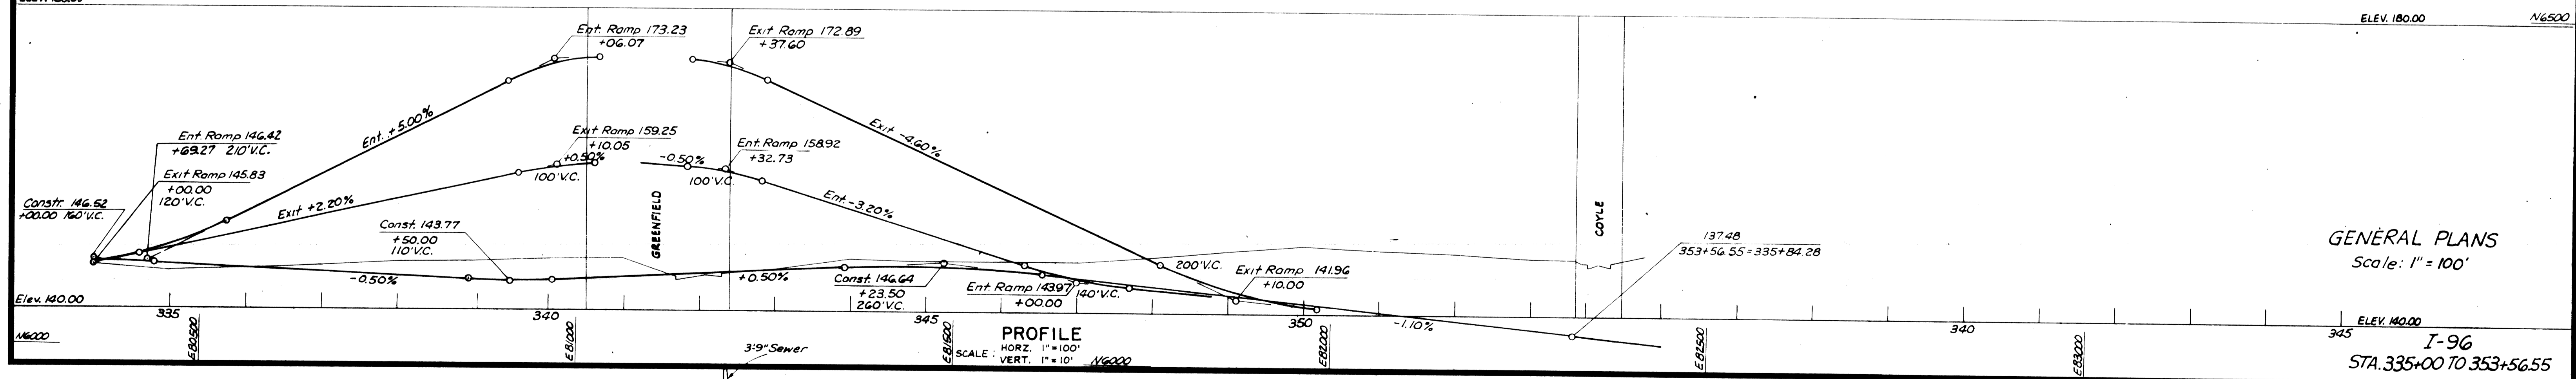 ELEV. 180.00
N6500
Ent. Ramp 173.23
+06.07
Exit Ramp 172.89
+37.60
Ent. +5.00%
Exit -4.60%
Ent. Ramp 146.42
+69.27 210'V.C.
Exit Ramp 145.83
+00.00
120'V.C.
Constr. 146.52
+00.00 160'V.C.
Exit Ramp 159.25
+10.05
+0.50%
100'V.C.
-0.50%
100'V.C.
Ent. Ramp 158.92
+32.73
Exit +2.20%
Ent. -3.20%
GREENFIELD
COYLE
Const. 143.77
+50.00
110'V.C.
-0.50%
+0.50%
Const. 146.64
+23.50
260'V.C.
Ent. Ramp 143.97
+00.00
140'V.C.
200'V.C.
Exit Ramp 141.96
+10.00
137.48
353+56.55=335+84.28
-1.10%
GENERAL PLANS
Scale: 1"=100'
Elev. 140.00
335
340
345
350
340
345
ELEV. 140.00
N6000
E80500
E81000
E81500
E82000
E82500
E83000
3'9" Sewer
PROFILE
SCALE: HORZ. 1"=100'
VERT. 1"=10'
N6000
I-96
STA. 335+00 TO 353+56.55